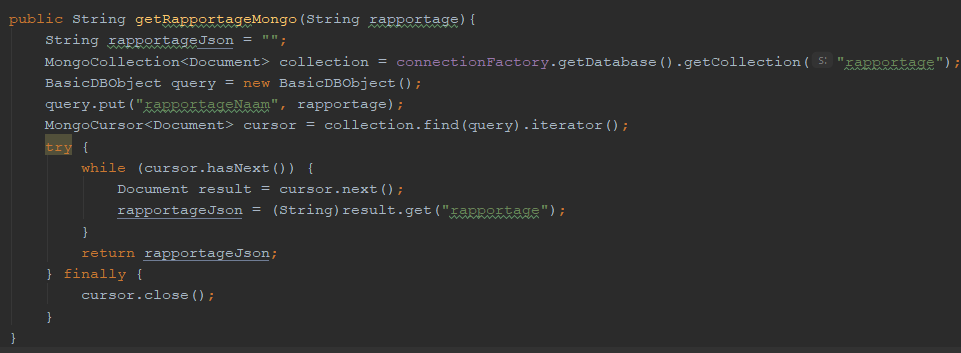 public String getRapportageMongo(String rapportage){
    String rapportageJson = "";
    MongoCollection<Document> collection = connectionFactory.getDatabase().getCollection( s: "rapportage");
    BasicDBObject query = new BasicDBObject();
    query.put("rapportageNaam", rapportage);
    MongoCursor<Document> cursor = collection.find(query).iterator();
    try {
        while (cursor.hasNext()) {
            Document result = cursor.next();
            rapportageJson = (String)result.get("rapportage");
        }
        return rapportageJson;
    } finally {
        cursor.close();
    }
}